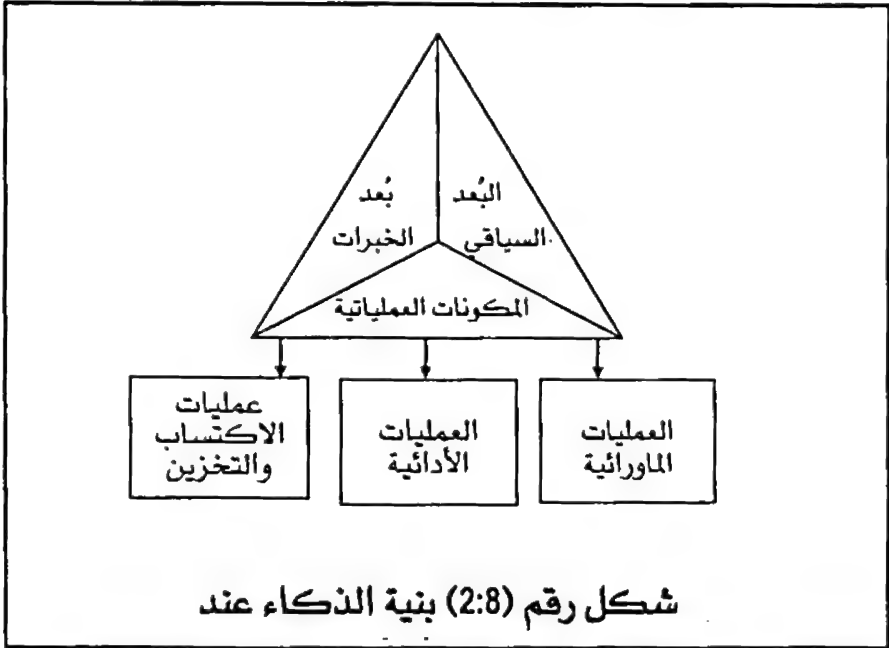 البُعد
السياقي
بُعد
الخبرات
المكونات العملياتية
العمليات
الماورائية
العمليات
الأدائية
عمليات
الاكتساب
والتخزين
شكل رقم (2:8) بنية الذكاء عند